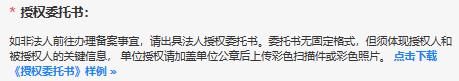 * 授权委托书：
如非法人前往办理备案事宜，请出具法人授权委托书。委托书无固定格式，但须体现授权人和
被授权人的关键信息， 单位授权请加盖单位公章后上传彩色扫描件或彩色照片。 点击下载
《授权委托书》样例 »